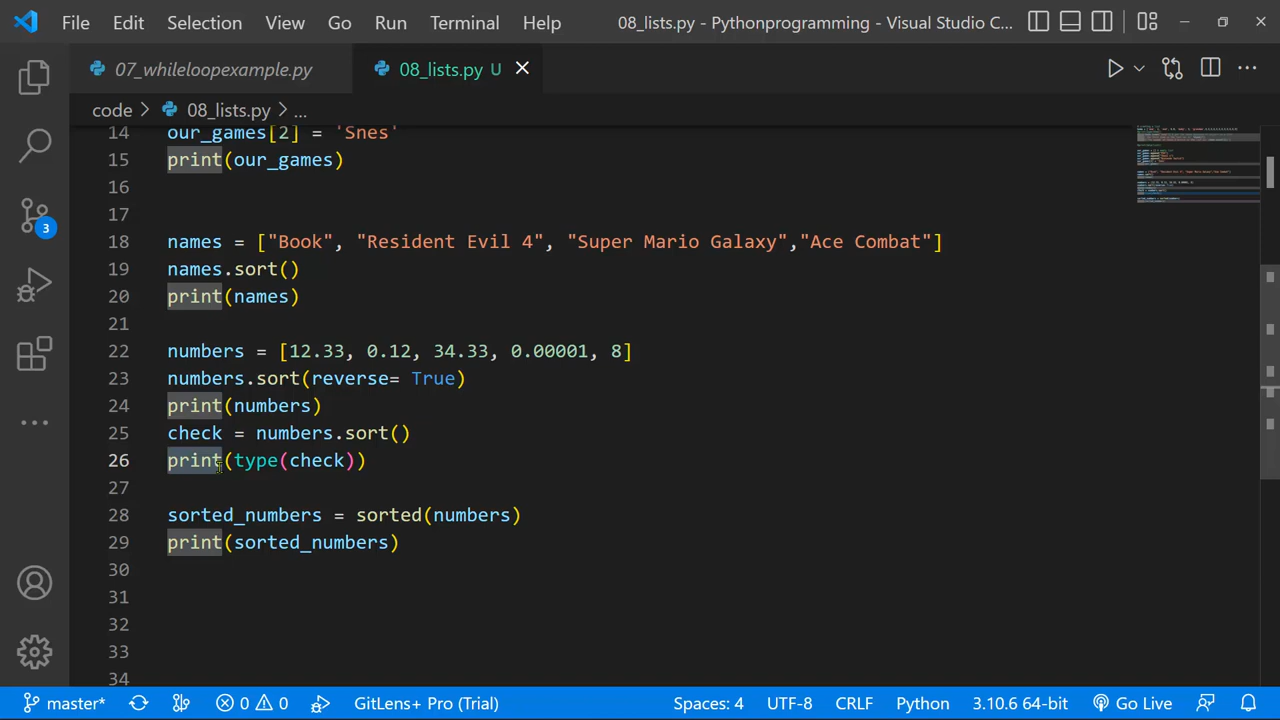 File Edit Selection View Go Run Terminal Help 08_lists.py - Pythonprogramming - Visual Studio C...
07_whileloopexample.py 08_lists.py U
code > 08_lists.py > ...
14 our_games[2] = 'Snes'
15 print(our_games)
16
17
18 names = ["Book", "Resident Evil 4", "Super Mario Galaxy","Ace Combat"]
19 names.sort()
20 print(names)
21
22 numbers = [12.33, 0.12, 34.33, 0.00001, 8]
23 numbers.sort(reverse= True)
24 print(numbers)
25 check = numbers.sort()
26 print(type(check))
27
28 sorted_numbers = sorted(numbers)
29 print(sorted_numbers)
30
31
32
33
34
3
master* 0 0 GitLens+ Pro (Trial) Spaces: 4 UTF-8 CRLF Python 3.10.6 64-bit Go Live